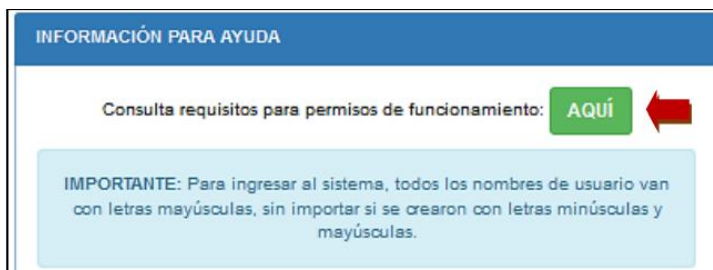 INFORMACIÓN PARA AYUDA
Consulta requisitos para permisos de funcionamiento: AQUÍ
IMPORTANTE: Para ingresar al sistema, todos los nombres de usuario van
con letras mayúsculas, sin importar si se crearon con letras minúsculas y
mayúsculas.